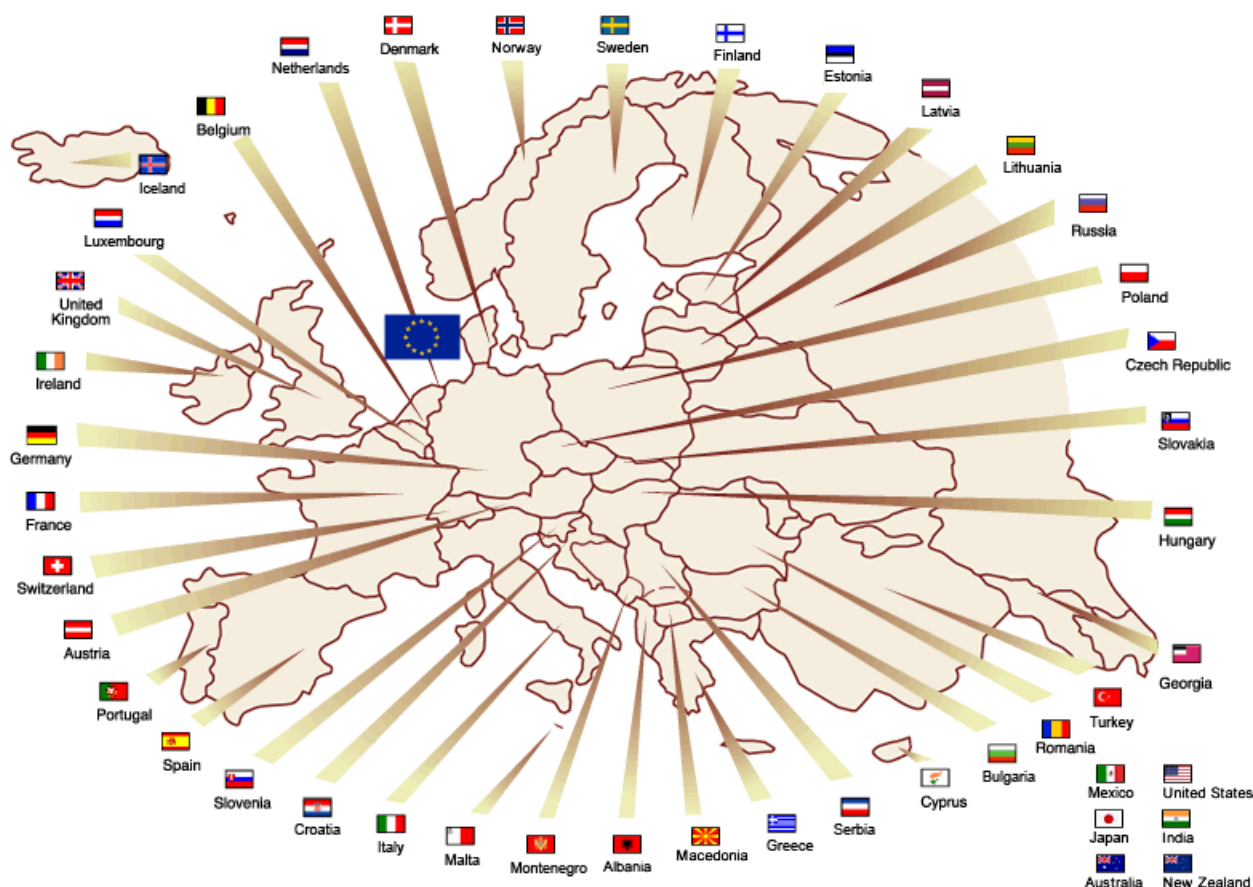 Netherlands
Denmark
Norway
Sweden
Finland
Estonia
Latvia
Lithuania
Russia
Poland
Czech Republic
Slovakia
Hungary
Georgia
Turkey
Romania
Bulgaria
Cyprus
Serbia
Greece
Macedonia
Albania
Montenegro
Malta
Italy
Croatia
Slovenia
Spain
Portugal
Austria
Switzerland
France
Germany
Ireland
United
Kingdom
Luxembourg
Iceland
Belgium
Mexico
United States
Japan
India
Australia
New Zealand